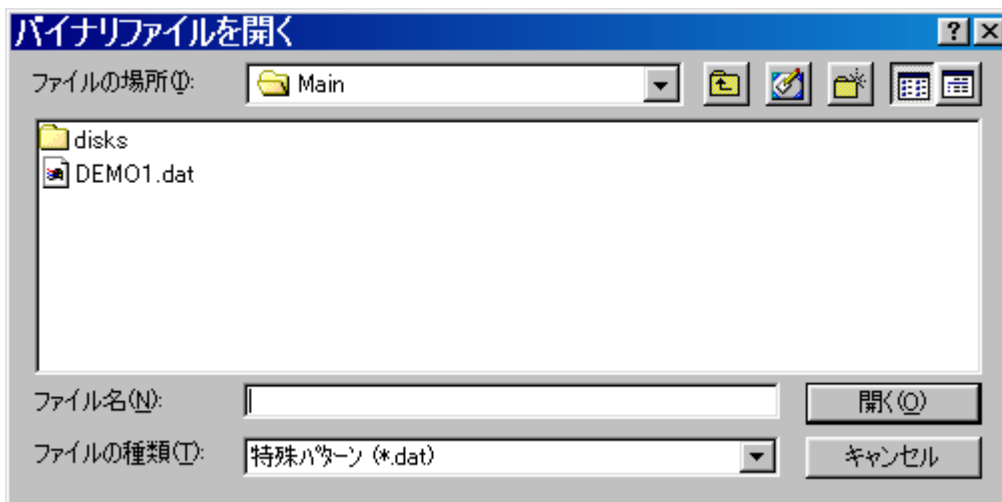 バイナリファイルを開く
ファイルの場所(I): Main
disks
DEMO1.dat
ファイル名(N): 開く(O)
ファイルの種類(T): 特殊パターン (*.dat) キャンセル